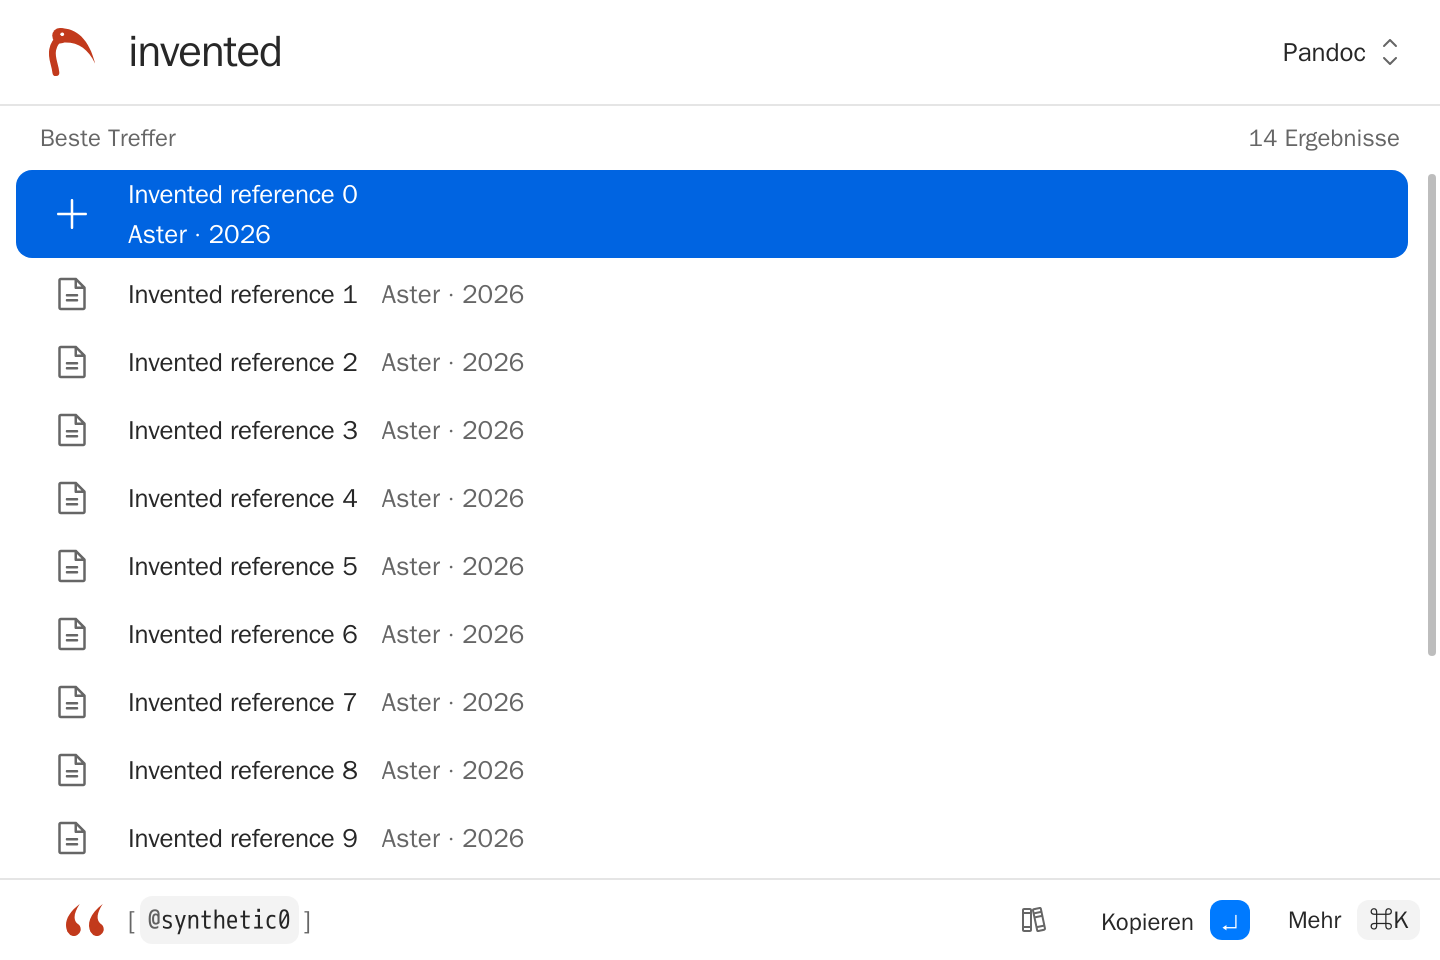 invented
Pandoc
Beste Treffer
14 Ergebnisse
Invented reference 0
Aster · 2026
Invented reference 1 Aster · 2026
Invented reference 2 Aster · 2026
Invented reference 3 Aster · 2026
Invented reference 4 Aster · 2026
Invented reference 5 Aster · 2026
Invented reference 6 Aster · 2026
Invented reference 7 Aster · 2026
Invented reference 8 Aster · 2026
Invented reference 9 Aster · 2026
[ @synthetic0 ]
Kopieren ↵
Mehr ⌘K